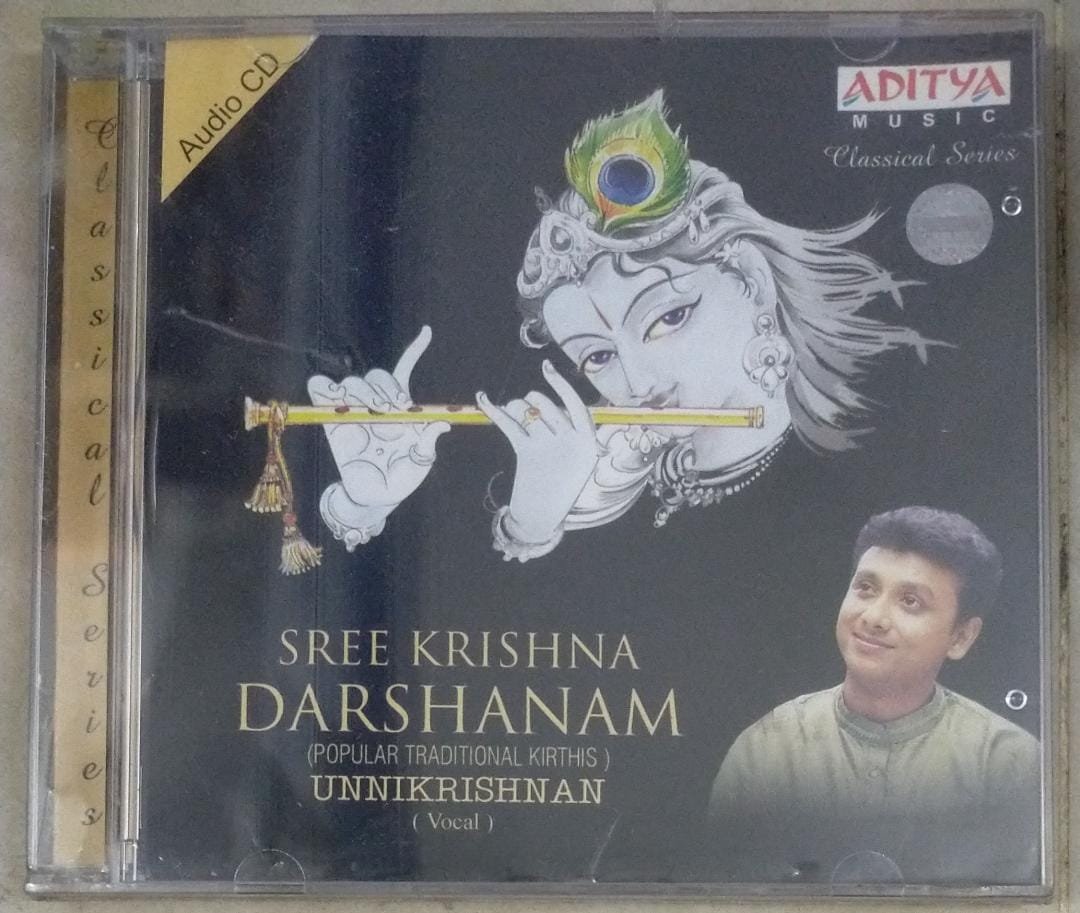 Audio CD
ADITYA
MUSIC
Classical Series
Classical Series
SREE KRISHNA
DARSHANAM
(POPULAR TRADITIONAL KIRTHIS )
UNNIKRISHNAN
( Vocal )